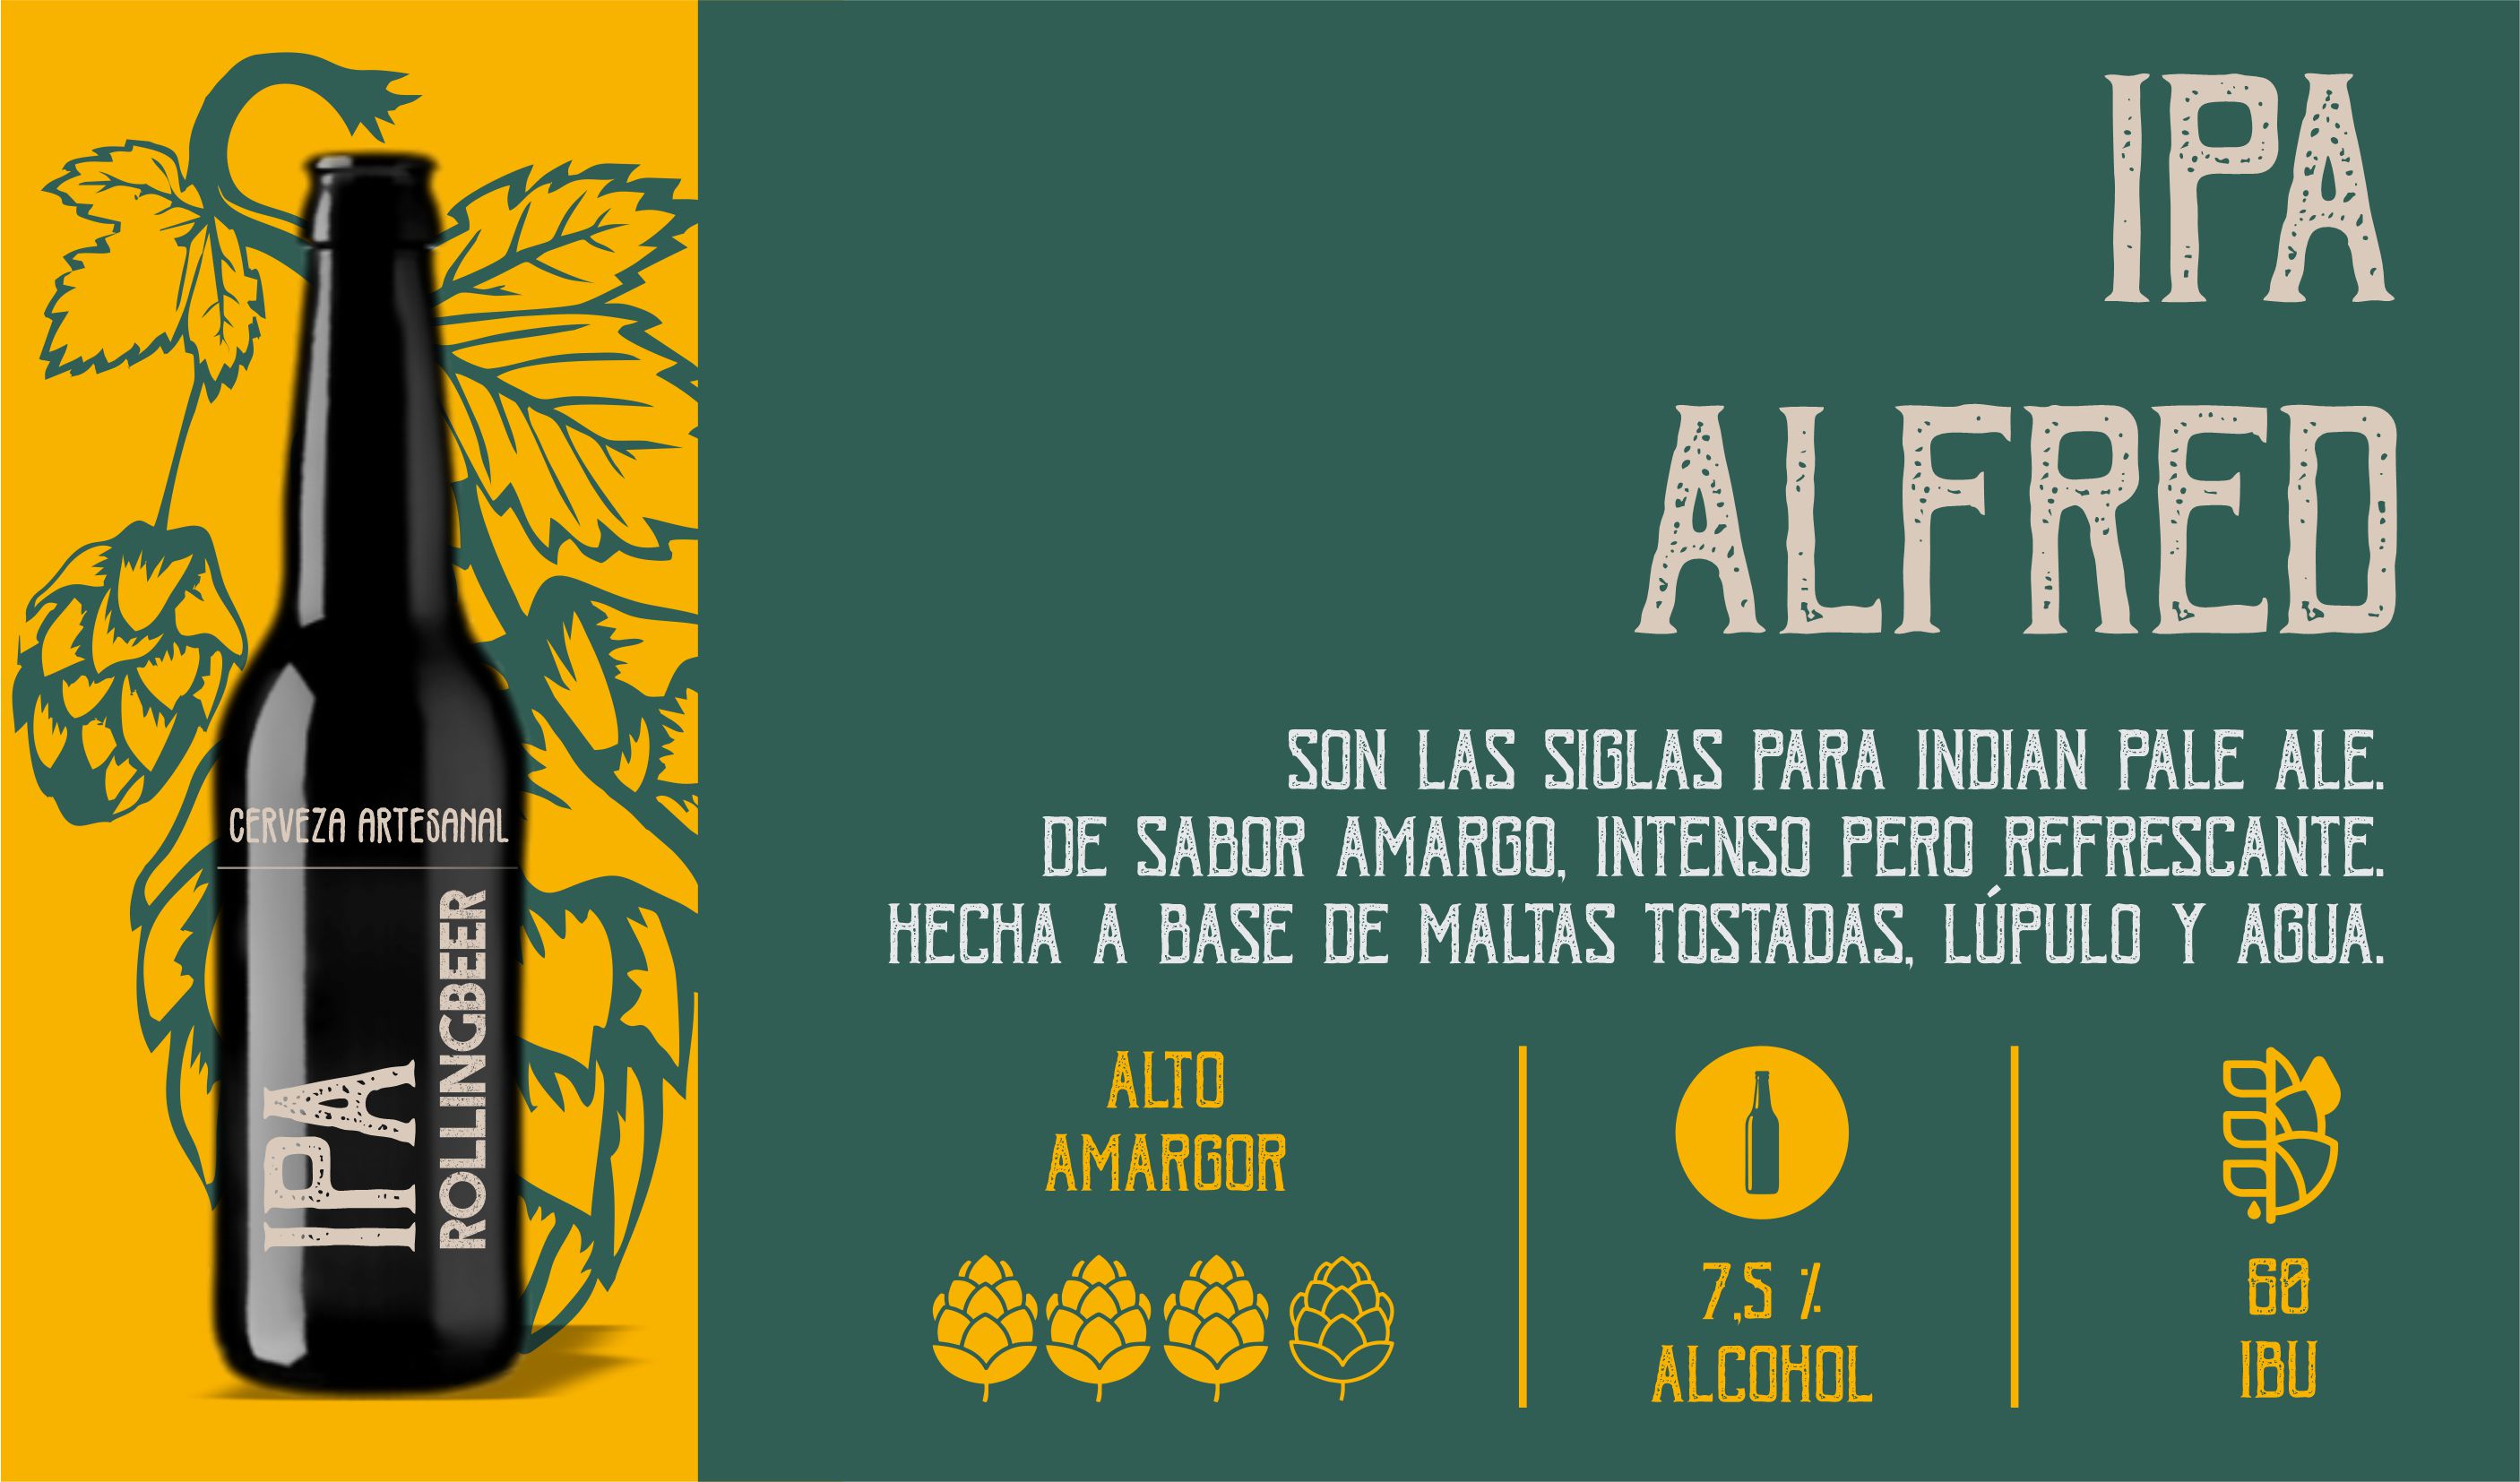 IPA
ALFRED
SON LAS SIGLAS PARA INDIAN PALE ALE.
DE SABOR AMARGO, INTENSO PERO REFRESCANTE.
HECHA A BASE DE MALTAS TOSTADAS, LÚPULO Y AGUA.
ALTO
AMARGOR
7,5 %
ALCOHOL
60
IBU
CERVEZA ARTESANAL
IPA
ROLLINGBEER